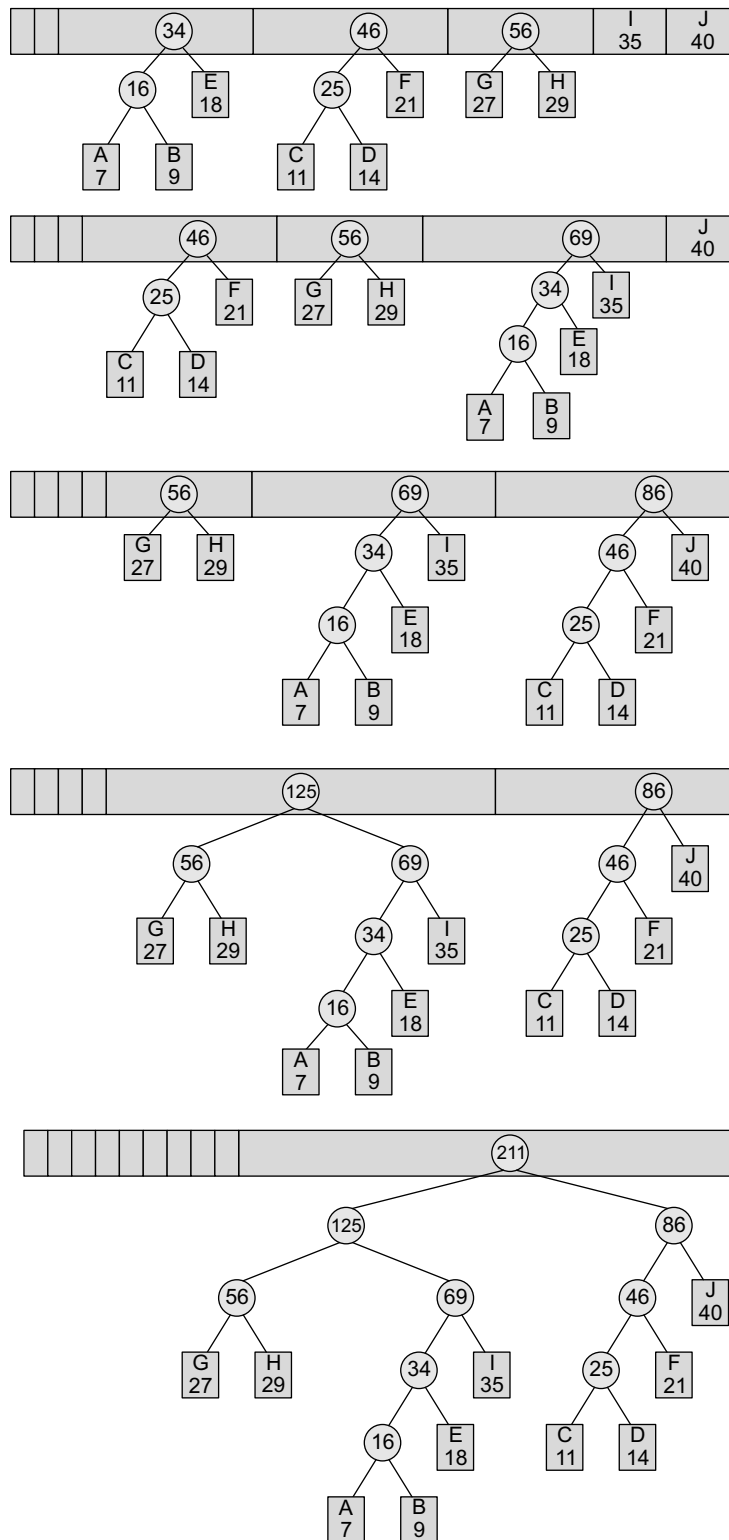 34 46 56 I J
35 40
16 E 25 F G H
18 21 27 29
A B C D
7 9 11 14
46 56 69 J
40
25 F G H 34 I
21 27 29 35
C D 16 E
11 14 18
A B
7 9
56 69 86
G H 34 I 46 J
27 29 35 40
16 E 25 F
18 21
A B C D
7 9 11 14
125 86
56 69 46 J
40
G H 34 I 25 F
27 29 35 21
16 E C D
18 11 14
A B
7 9
211
125 86
56 69 46 J
40
G H 34 I 25 F
27 29 35 21
16 E C D
18 11 14
A B
7 9